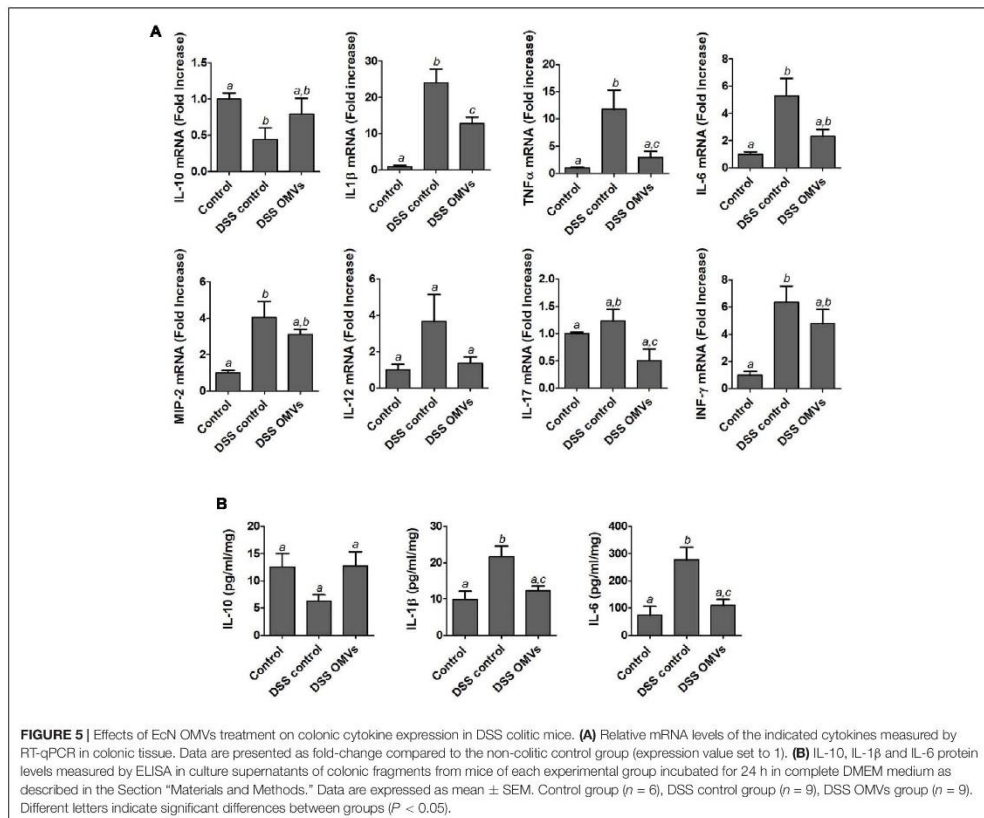 A
IL-10 mRNA (Fold Increase)
1.5
1.0
0.5
0.0
a
b
a,b
Control
DSS control
DSS OMVs
IL1β mRNA (Fold Increase)
30
20
10
0
a
b
c
Control
DSS control
DSS OMVs
TNFα mRNA (Fold increase)
20
15
10
5
0
a
b
a,c
Control
DSS control
DSS OMVs
IL-6 mRNA (Fold Increase)
8
6
4
2
0
a
b
a,b
Control
DSS control
DSS OMVs
MIP-2 mRNA (Fold Increase)
6
4
2
0
a
b
a,b
Control
DSS control
DSS OMVs
IL-12 mRNA (Fold Increase)
6
4
2
0
a
a
a
Control
DSS control
DSS OMVs
IL-17 mRNA (Fold Increase)
2.0
1.5
1.0
0.5
0.0
a
a,b
a,c
Control
DSS control
DSS OMVs
INF-γ mRNA (Fold Increase)
10
8
6
4
2
0
a
b
a,b
Control
DSS control
DSS OMVs
B
IL-10 (pg/ml/mg)
20
15
10
5
0
a
b
a
Control
DSS control
DSS OMVs
IL-1β (pg/ml/mg)
30
20
10
0
a
b
a,c
Control
DSS control
DSS OMVs
IL-6 (pg/ml/mg)
400
300
200
100
0
a
b
a,c
Control
DSS control
DSS OMVs
FIGURE 5 | Effects of EcN OMVs treatment on colonic cytokine expression in DSS colitic mice. (A) Relative mRNA levels of the indicated cytokines measured by
RT-qPCR in colonic tissue. Data are presented as fold-change compared to the non-colitic control group (expression value set to 1). (B) IL-10, IL-1β and IL-6 protein
levels measured by ELISA in culture supernatants of colonic fragments from mice of each experimental group incubated for 24 h in complete DMEM medium as
described in the Section “Materials and Methods.” Data are expressed as mean ± SEM. Control group (n = 6), DSS control group (n = 9), DSS OMVs group (n = 9).
Different letters indicate significant differences between groups (P < 0.05).